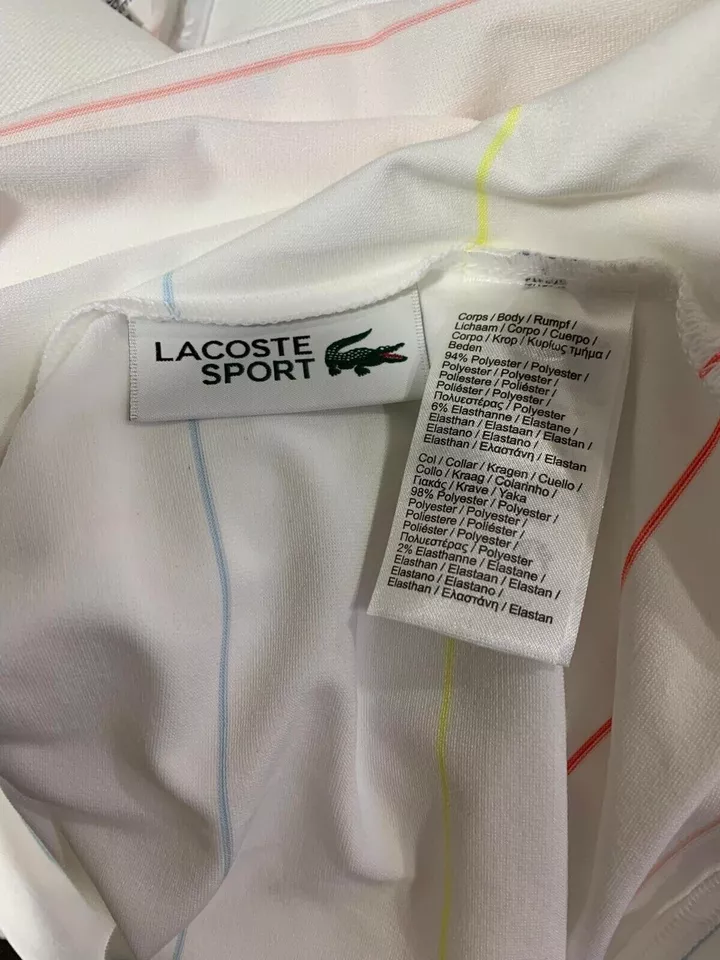 LACOSTE
SPORT
Corps / Body / Rumpf /
Lichaam / Corpo / Cuerpo /
Corpo / Krop / Κυρίως τμήμα /
Beden
94% Polyester / Polyester /
Polyester / Polyester /
Poliestere / Poliéster /
Poliéster / Polyester /
Πολυεστέρας / Polyester
6% Elasthanne / Elastane /
Elasthan / Elastaan / Elastan /
Elastano / Elastano /
Elasthan / Ελαστάνη / Elastan
Col / Collar / Kragen / Cuello /
Collo / Kraag / Colarinho /
Γιακάς / Krave / Yaka
98% Polyester / Polyester /
Polyester / Polyester /
Poliestere / Poliéster /
Poliéster / Polyester /
Πολυεστέρας / Polyester
2% Elasthanne / Elastane /
Elasthan / Elastaan / Elastan /
Elastano / Elastano /
Elasthan / Ελαστάνη / Elastan